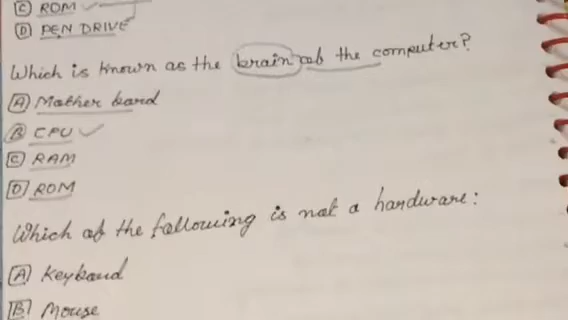 C ROM
D PEN DRIVE
Which is known as the brain of the computer?
A Mother board
B CPU ✓
C RAM
D ROM
Which of the following is not a hardware:
A Keyboard
B Mouse